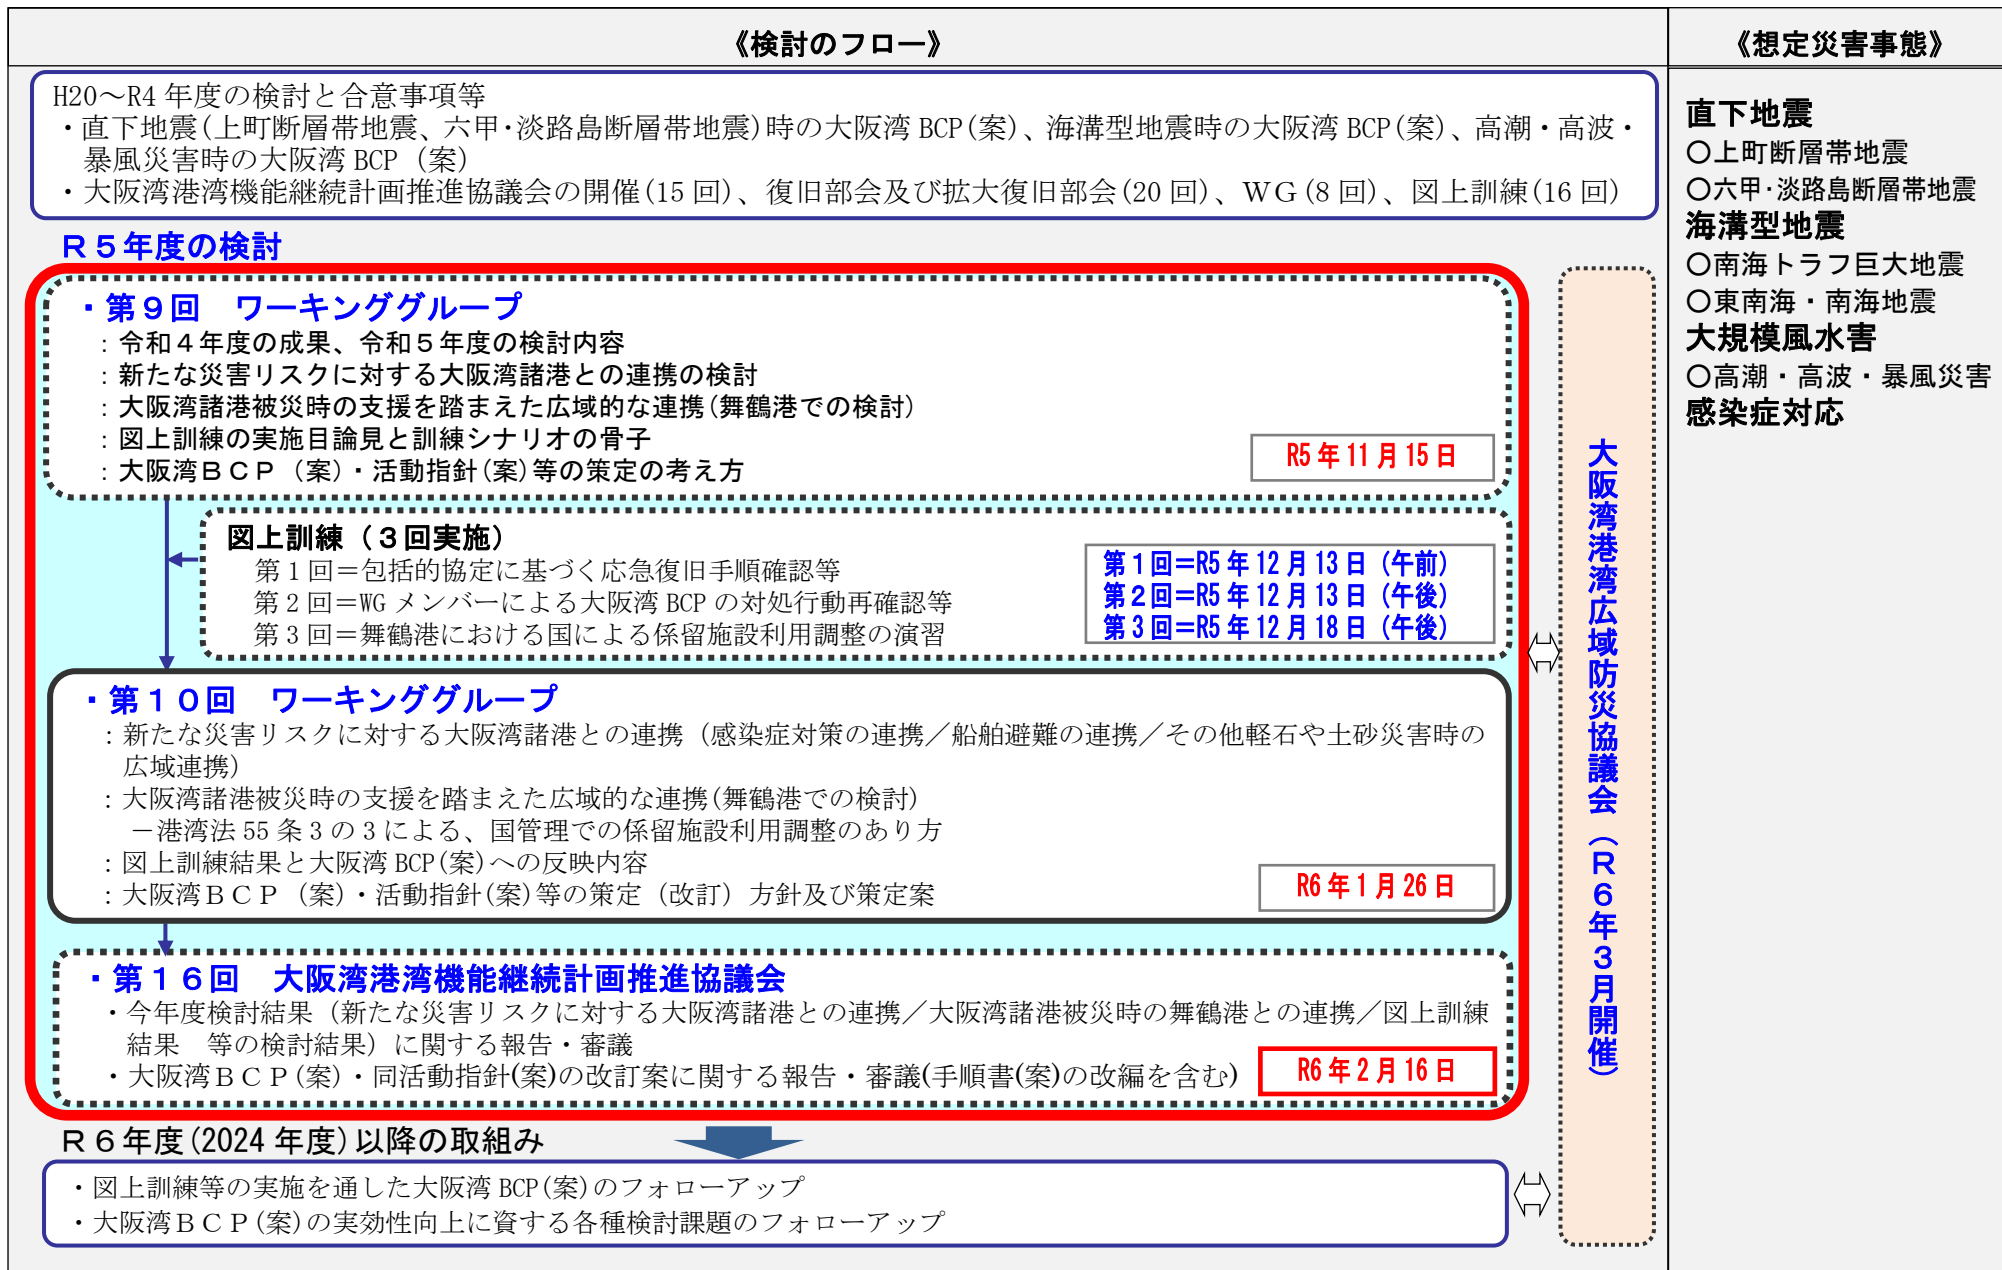 《検討のフロー》
H20～R4 年度の検討と合意事項等
・直下地震(上町断層帯地震、六甲･淡路島断層帯地震)時の大阪湾 BCP(案)、海溝型地震時の大阪湾 BCP(案)、高潮・高波・
暴風災害時の大阪湾 BCP（案）
・大阪湾港湾機能継続計画推進協議会の開催(15 回)、復旧部会及び拡大復旧部会(20 回)、ＷＧ(8 回)、図上訓練(16 回)
Ｒ５年度の検討
・第９回　ワーキンググループ
：令和４年度の成果、令和５年度の検討内容
：新たな災害リスクに対する大阪湾諸港との連携の検討
：大阪湾諸港被災時の支援を踏まえた広域的な連携(舞鶴港での検討)
：図上訓練の実施目論見と訓練シナリオの骨子
：大阪湾ＢＣＰ（案）・活動指針(案)等の策定の考え方
R5 年 11 月 15 日
図上訓練（３回実施）
第１回＝包括的協定に基づく応急復旧手順確認等
第２回＝WG メンバーによる大阪湾 BCP の対処行動再確認等
第３回＝舞鶴港における国による係留施設利用調整の演習
第１回＝R5 年 12 月 13 日（午前）
第２回＝R5 年 12 月 13 日（午後）
第３回＝R5 年 12 月 18 日（午後）
・第１０回　ワーキンググループ
：新たな災害リスクに対する大阪湾諸港との連携（感染症対策の連携／船舶避難の連携／その他軽石や土砂災害時の
広域連携）
：大阪湾諸港被災時の支援を踏まえた広域的な連携(舞鶴港での検討)
－港湾法 55 条 3 の 3 による、国管理での係留施設利用調整のあり方
：図上訓練結果と大阪湾 BCP(案)への反映内容
：大阪湾ＢＣＰ（案）・活動指針(案)等の策定（改訂）方針及び策定案
R6 年 1 月 26 日
・第１６回　大阪湾港湾機能継続計画推進協議会
・今年度検討結果（新たな災害リスクに対する大阪湾諸港との連携／大阪湾諸港被災時の舞鶴港との連携／図上訓練
結果　等の検討結果）に関する報告・審議
・大阪湾ＢＣＰ(案)・同活動指針(案)の改訂案に関する報告・審議(手順書(案)の改編を含む)
R6 年 2 月 16 日
Ｒ６年度(2024 年度)以降の取組み
・図上訓練等の実施を通した大阪湾 BCP(案)のフォローアップ
・大阪湾ＢＣＰ(案)の実効性向上に資する各種検討課題のフォローアップ
大阪湾港湾広域防災協議会（Ｒ６年３月開催）
《想定災害事態》
直下地震
〇上町断層帯地震
〇六甲･淡路島断層帯地震
海溝型地震
〇南海トラフ巨大地震
〇東南海・南海地震
大規模風水害
〇高潮・高波・暴風災害
感染症対応